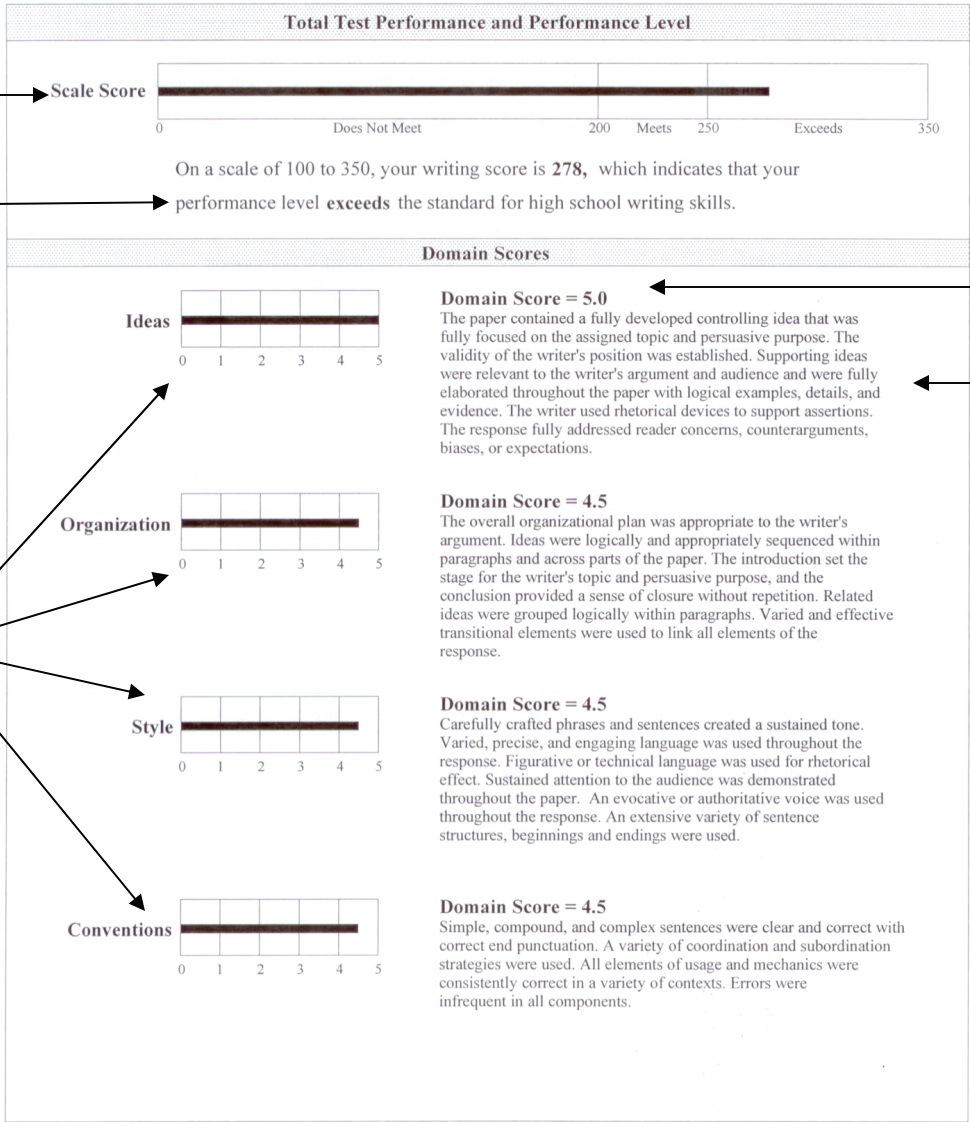 Total Test Performance and Performance Level
Scale Score
0 Does Not Meet 200 Meets 250 Exceeds 350
On a scale of 100 to 350, your writing score is 278, which indicates that your
performance level exceeds the standard for high school writing skills.
Domain Scores
Ideas
0 1 2 3 4 5
Domain Score = 5.0
The paper contained a fully developed controlling idea that was
fully focused on the assigned topic and persuasive purpose. The
validity of the writer's position was established. Supporting ideas
were relevant to the writer's argument and audience and were fully
elaborated throughout the paper with logical examples, details, and
evidence. The writer used rhetorical devices to support assertions.
The response fully addressed reader concerns, counterarguments,
biases, or expectations.
Organization
0 1 2 3 4 5
Domain Score = 4.5
The overall organizational plan was appropriate to the writer's
argument. Ideas were logically and appropriately sequenced within
paragraphs and across parts of the paper. The introduction set the
stage for the writer's topic and persuasive purpose, and the
conclusion provided a sense of closure without repetition. Related
ideas were grouped logically within paragraphs. Varied and effective
transitional elements were used to link all elements of the
response.
Style
0 1 2 3 4 5
Domain Score = 4.5
Carefully crafted phrases and sentences created a sustained tone.
Varied, precise, and engaging language was used throughout the
response. Figurative or technical language was used for rhetorical
effect. Sustained attention to the audience was demonstrated
throughout the paper. An evocative or authoritative voice was used
throughout the response. An extensive variety of sentence
structures, beginnings and endings were used.
Conventions
0 1 2 3 4 5
Domain Score = 4.5
Simple, compound, and complex sentences were clear and correct with
correct end punctuation. A variety of coordination and subordination
strategies were used. All elements of usage and mechanics were
consistently correct in a variety of contexts. Errors were
infrequent in all components.